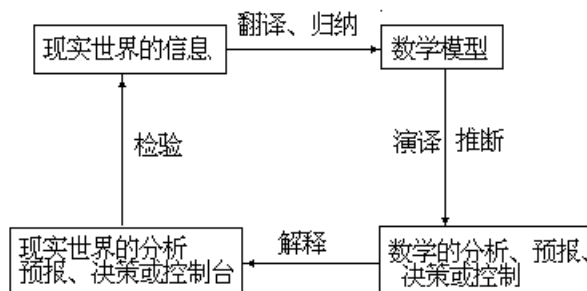 翻译、归纳
现实世界的信息
数学模型
检验
演译 推断
现实世界的分析
预报、决策或控制台
解释
数学的分析、预报、
决策或控制